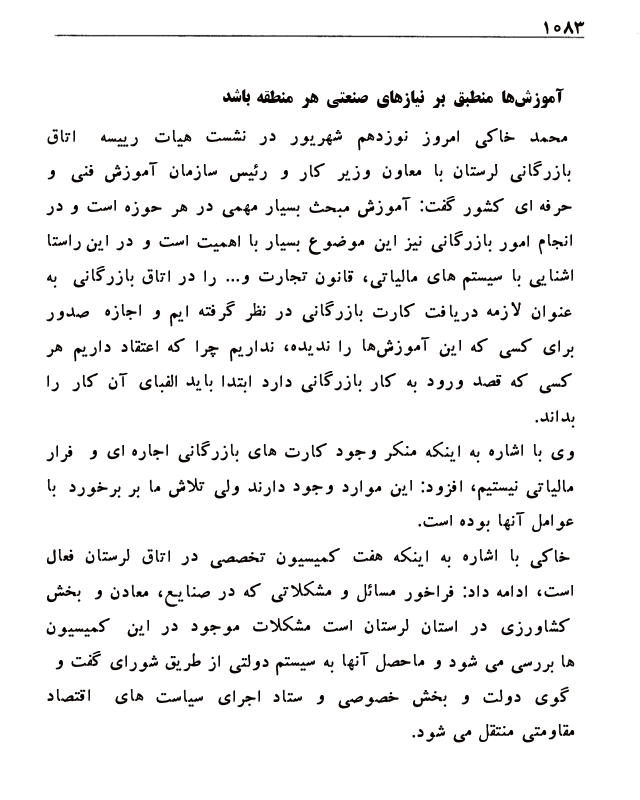 ۱۰۸۳
آموزش‌ها منطبق بر نیازهای صنعتی هر منطقه باشد
محمد خاکی امروز نوزدهم شهریور در نشست هیات رییسه اتاق
بازرگانی لرستان با معاون وزیر کار و رئیس سازمان آموزش فنی و
حرفه ای کشور گفت: آموزش مبحث بسیار مهمی در هر حوزه است و در
انجام امور بازرگانی نیز این موضوع بسیار با اهمیت است و در این راستا
اشنایی با سیستم های مالیاتی، قانون تجارت و... را در اتاق بازرگانی به
عنوان لازمه دریافت کارت بازرگانی در نظر گرفته ایم و اجازه صدور
برای کسی که این آموزش‌ها را ندیده، نداریم چرا که اعتقاد داریم هر
کسی که قصد ورود به کار بازرگانی دارد ابتدا باید الفبای آن کار را
بداند.
وی با اشاره به اینکه منکر وجود کارت های بازرگانی اجاره ای و فرار
مالیاتی نیستیم، افزود: این موارد وجود دارند ولی تلاش ما بر برخورد با
عوامل آنها بوده است.
خاکی با اشاره به اینکه هفت کمیسیون تخصصی در اتاق لرستان فعال
است، ادامه داد: فراخور مسائل و مشکلاتی که در صنایع، معادن و بخش
کشاورزی در استان لرستان است مشکلات موجود در این کمیسیون
ها بررسی می شود و ماحصل آنها به سیستم دولتی از طریق شورای گفت و
گوی دولت و بخش خصوصی و ستاد اجرای سیاست های اقتصاد
مقاومتی منتقل می شود.